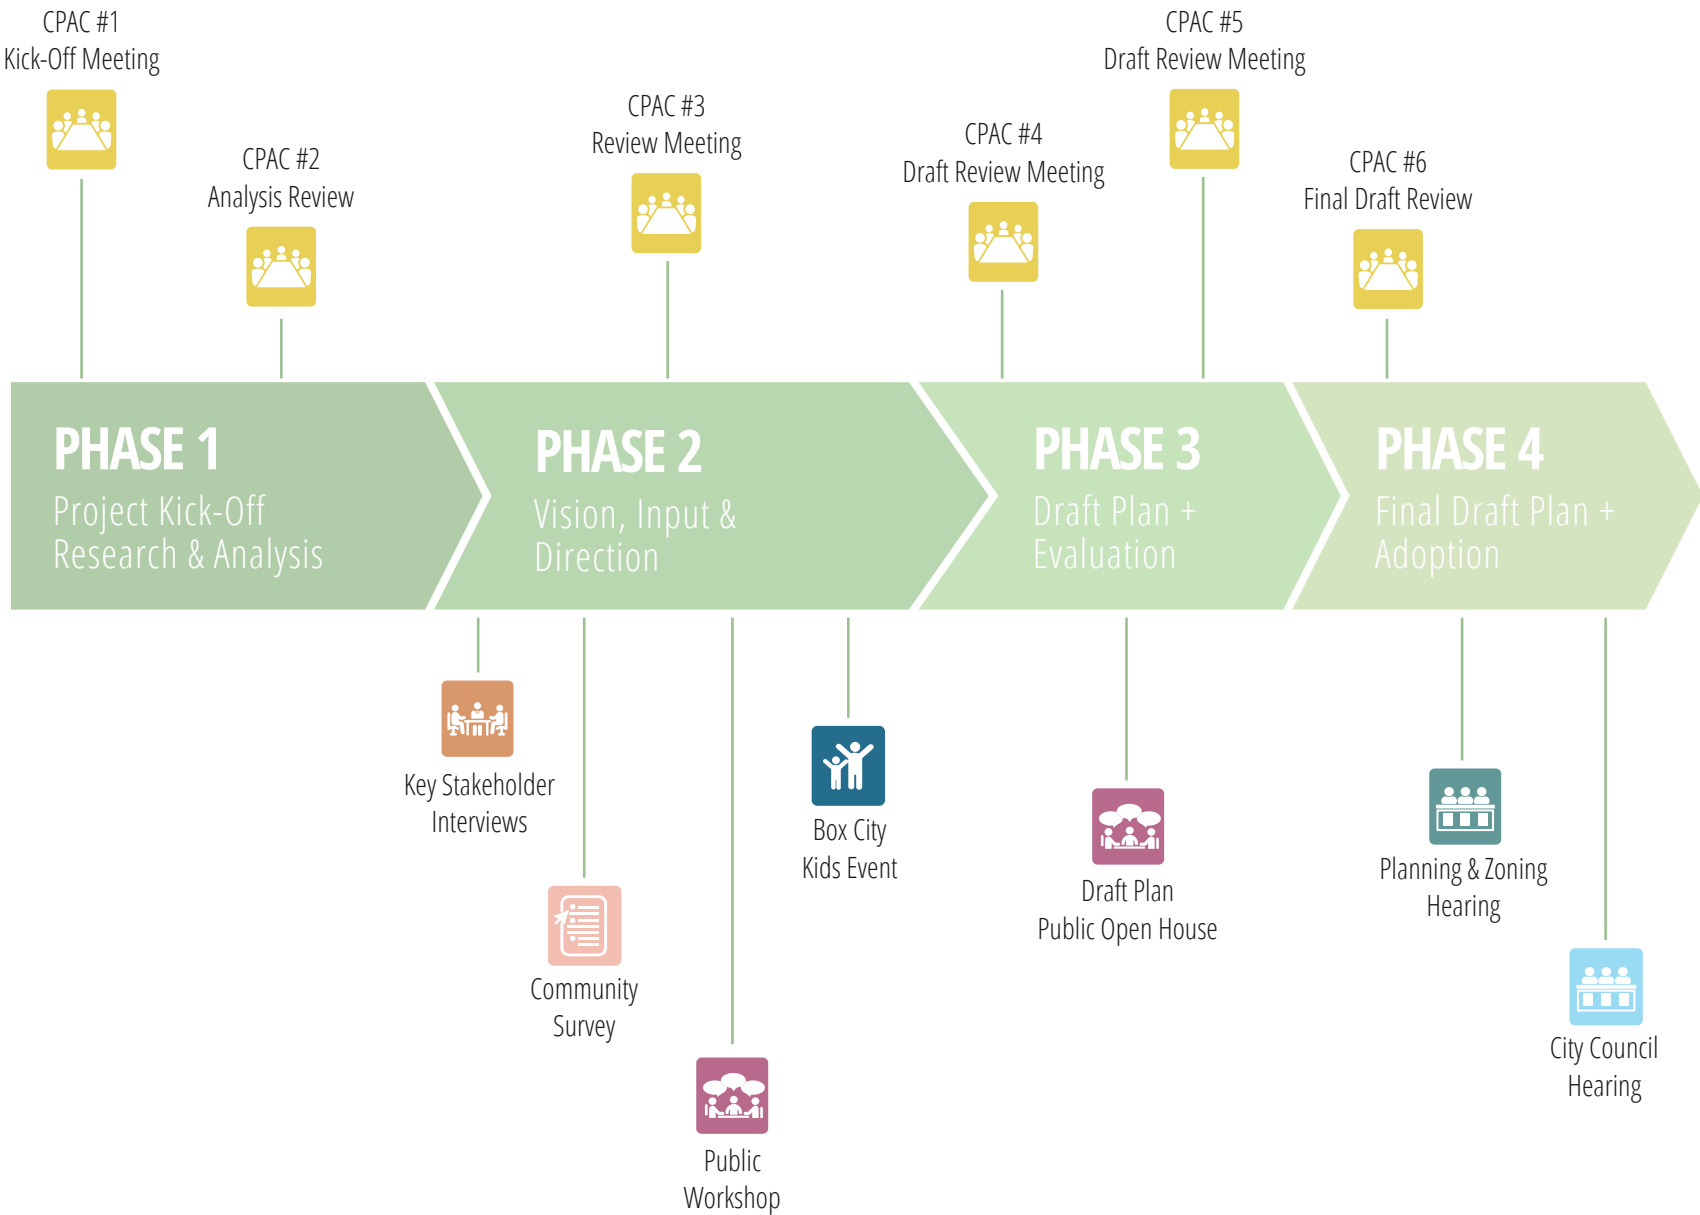 CPAC #1
Kick-Off Meeting
CPAC #2
Analysis Review
CPAC #3
Review Meeting
CPAC #4
Draft Review Meeting
CPAC #5
Draft Review Meeting
CPAC #6
Final Draft Review
PHASE 1
Project Kick-Off
Research & Analysis
PHASE 2
Vision, Input &
Direction
PHASE 3
Draft Plan +
Evaluation
PHASE 4
Final Draft Plan +
Adoption
Key Stakeholder
Interviews
Community
Survey
Public
Workshop
Box City
Kids Event
Draft Plan
Public Open House
Planning & Zoning
Hearing
City Council
Hearing